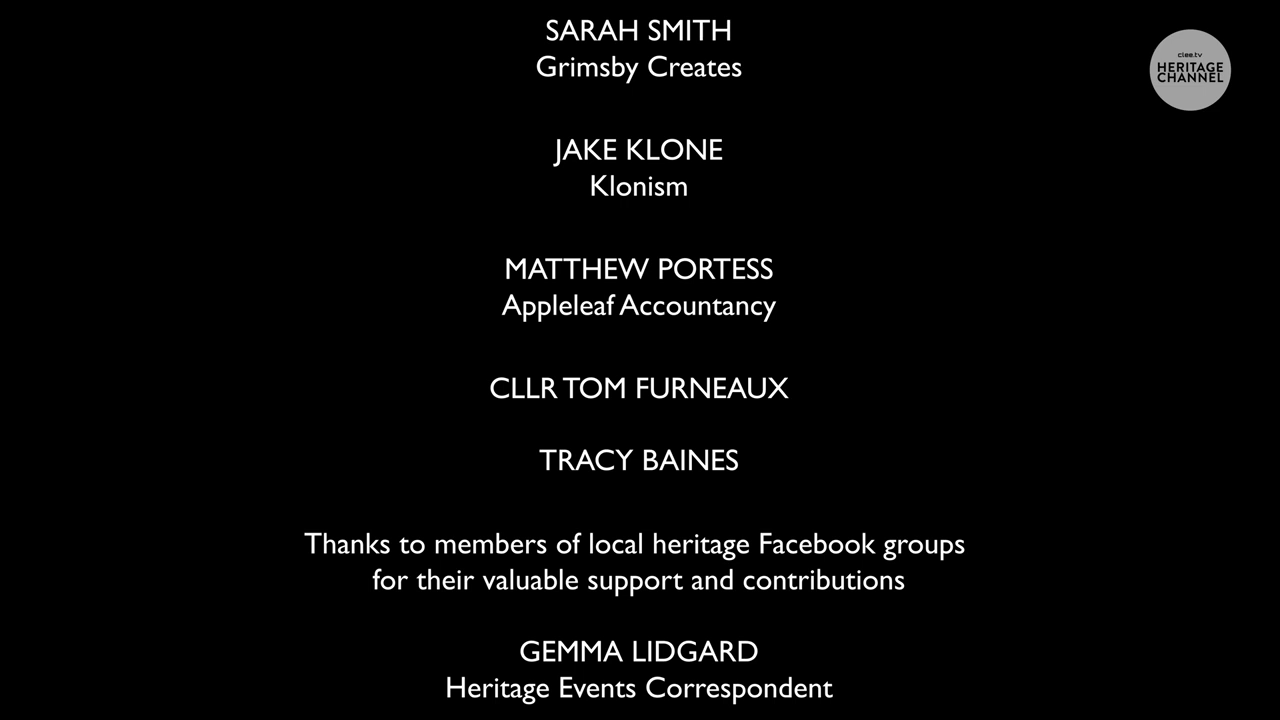 SARAH SMITH
Grimsby Creates
JAKE KLONE
Klonism
MATTHEW PORTESS
Appleleaf Accountancy
CLLR TOM FURNEAUX
TRACY BAINES
Thanks to members of local heritage Facebook groups
for their valuable support and contributions
GEMMA LIDGARD
Heritage Events Correspondent
clee.tv
HERITAGE
CHANNEL